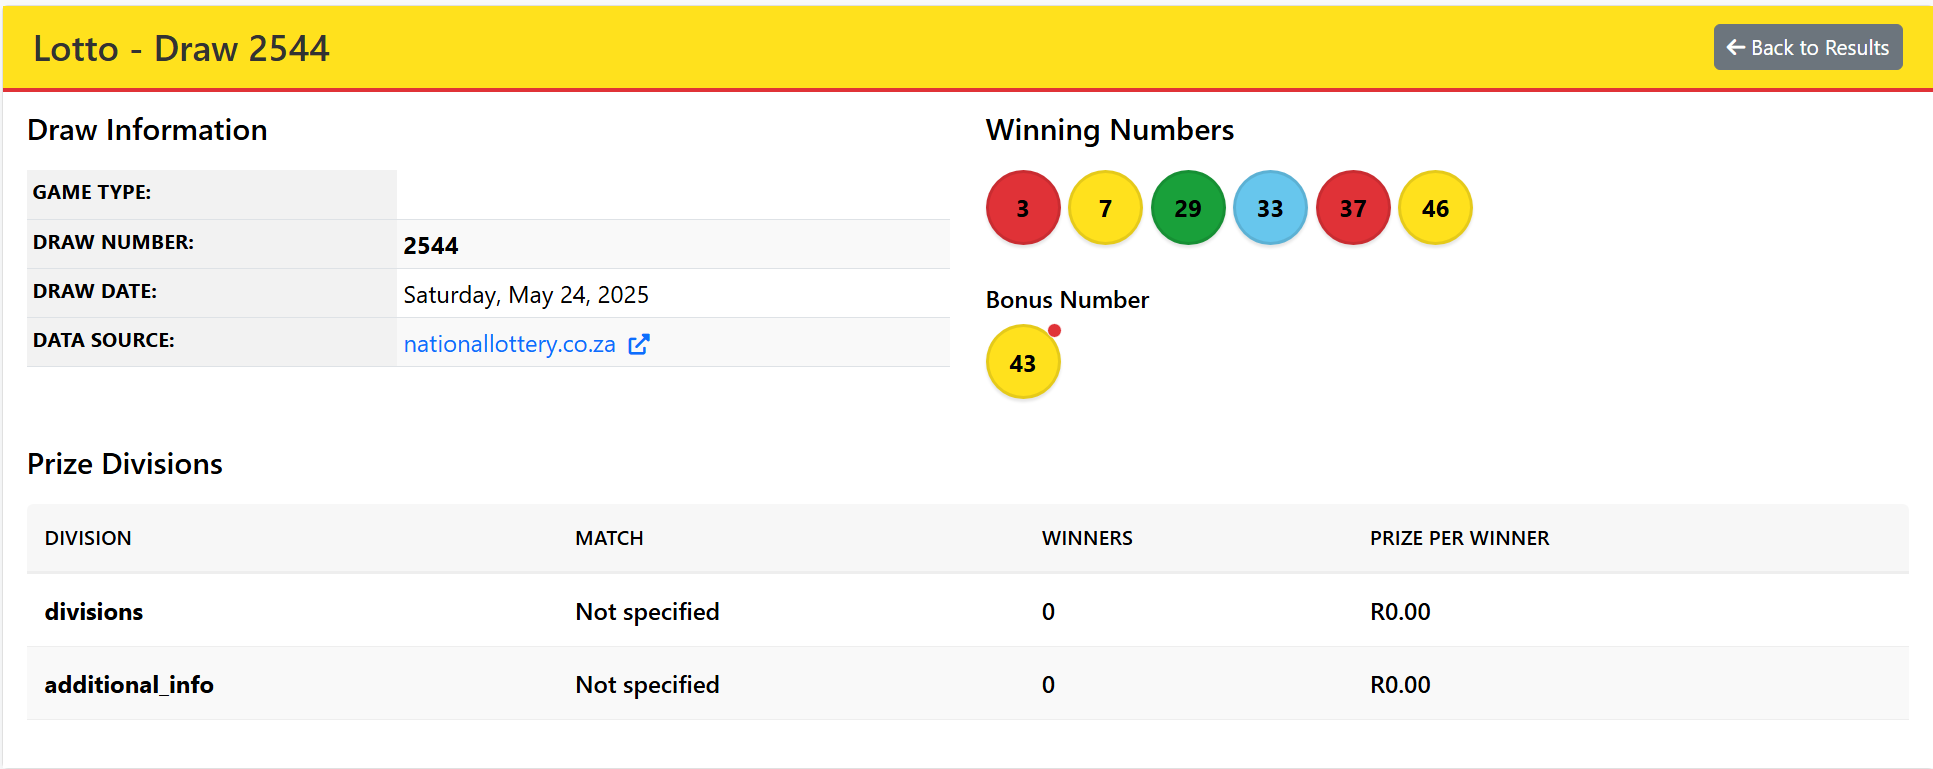 Lotto - Draw 2544
Back to Results
Draw Information
GAME TYPE:
DRAW NUMBER: 2544
DRAW DATE: Saturday, May 24, 2025
DATA SOURCE: nationallottery.co.za
Winning Numbers
3 7 29 33 37 46
Bonus Number
43
Prize Divisions
DIVISION MATCH WINNERS PRIZE PER WINNER
divisions Not specified 0 R0.00
additional_info Not specified 0 R0.00